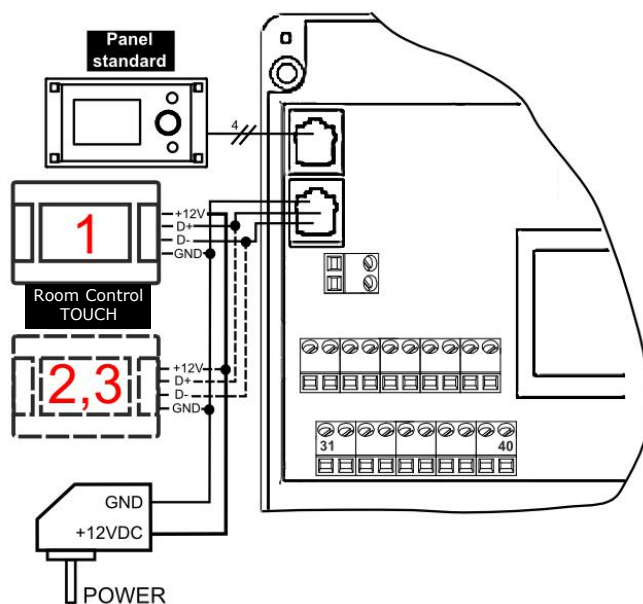 Panel
standard
4
1
+12V
D+
D-
GND
Room Control
TOUCH
2,3
+12V
D+
D-
GND
31
40
GND
+12VDC
POWER